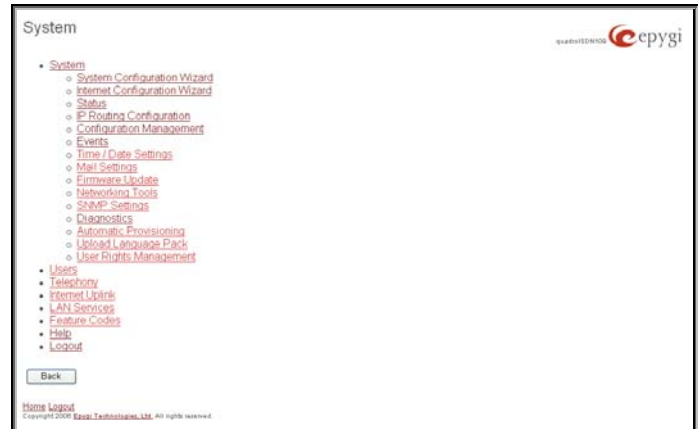 System
epygi
System
System Configuration Wizard
Internet Configuration Wizard
Status
IP Routing Configuration
Configuration Management
Events
Time / Date Settings
Mail Settings
Firmware Update
Networking Tools
SNMP Settings
Diagnostics
Automatic Provisioning
Upload Language Pack
User Rights Management
Users
Telephony
Internet Uplink
LAN Services
Feature Codes
Help
Logout
Back
Home Logout
Copyright 2008 Epygi Technologies, Ltd. All rights reserved.